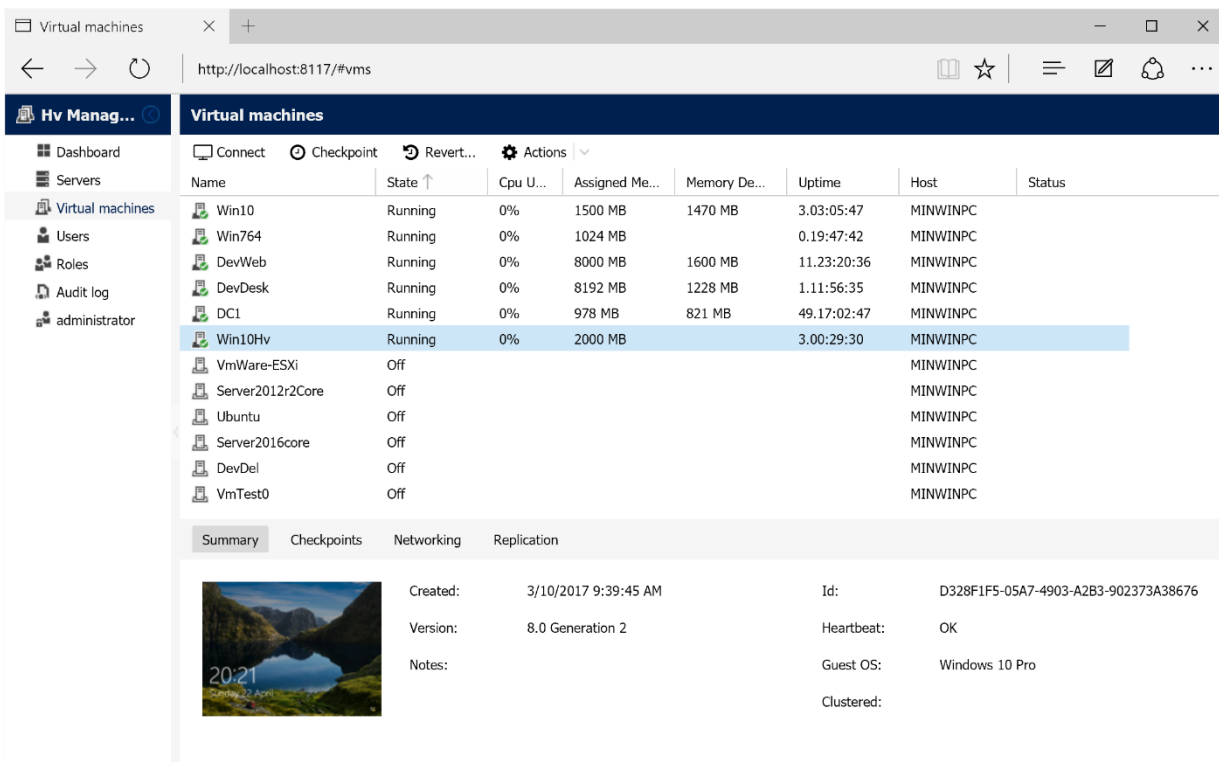 Virtual machines
http://localhost:8117/#vms
Hv Manag... Virtual machines
Dashboard
Servers
Virtual machines
Users
Roles
Audit log
administrator
Connect Checkpoint Revert... Actions
Name State Cpu U... Assigned Me... Memory De... Uptime Host Status
Win10 Running 0% 1500 MB 1470 MB 3.03:05:47 MINWINPC
Win764 Running 0% 1024 MB 0.19:47:42 MINWINPC
DevWeb Running 0% 8000 MB 1600 MB 11.23:20:36 MINWINPC
DevDesk Running 0% 8192 MB 1228 MB 1.11:56:35 MINWINPC
DC1 Running 0% 978 MB 821 MB 49.17:02:47 MINWINPC
Win10Hv Running 0% 2000 MB 3.00:29:30 MINWINPC
VmWare-ESXi Off MINWINPC
Server2012r2Core Off MINWINPC
Ubuntu Off MINWINPC
Server2016core Off MINWINPC
DevDel Off MINWINPC
VmTest0 Off MINWINPC
Summary Checkpoints Networking Replication
Created: 3/10/2017 9:39:45 AM Id: D328F1F5-05A7-4903-A2B3-902373A38676
Version: 8.0 Generation 2 Heartbeat: OK
Notes: Guest OS: Windows 10 Pro
Clustered:
20:21
Sunday 22 April